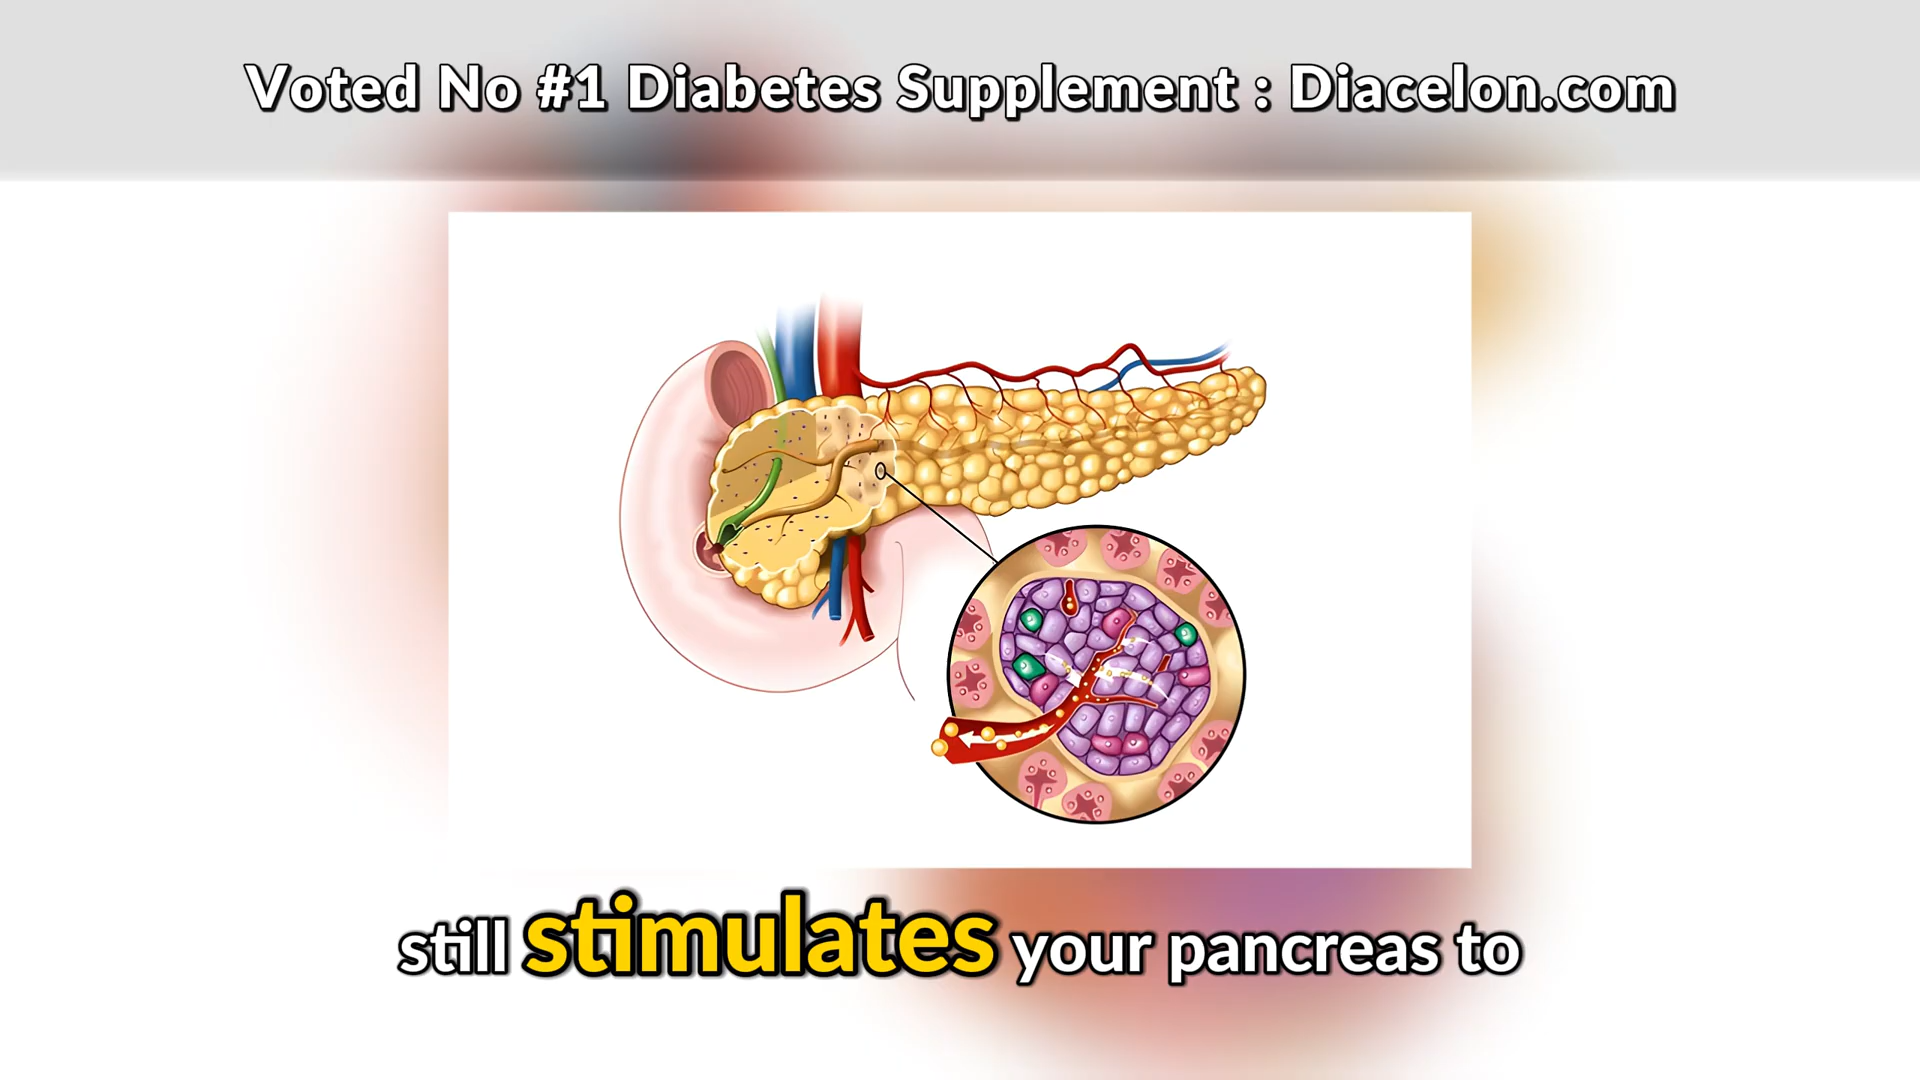 Voted No #1 Diabetes Supplement : Diacelon.com
still stimulates your pancreas to